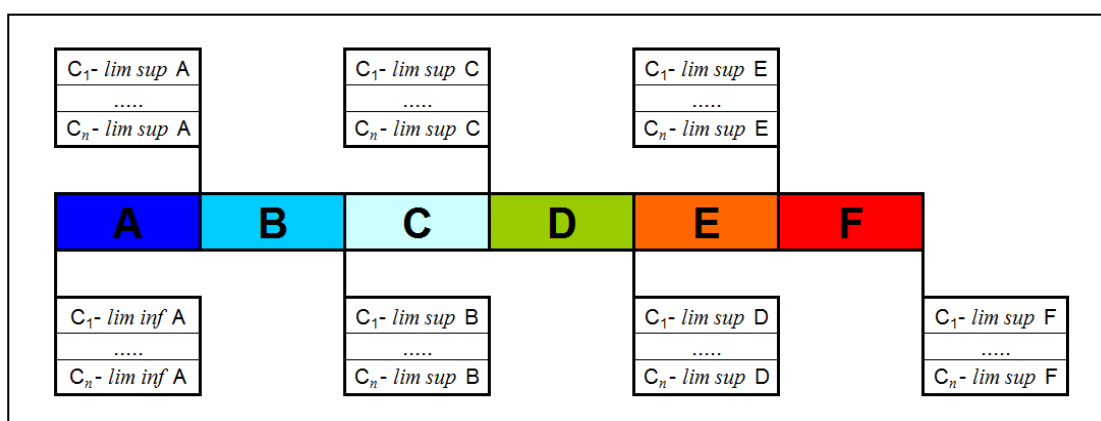 C₁- lim sup A
.....
Cₙ- lim sup A
C₁- lim sup C
.....
Cₙ- lim sup C
C₁- lim sup E
.....
Cₙ- lim sup E
A B C D E F
C₁- lim inf A
.....
Cₙ- lim inf A
C₁- lim sup B
.....
Cₙ- lim sup B
C₁- lim sup D
.....
Cₙ- lim sup D
C₁- lim sup F
.....
Cₙ- lim sup F